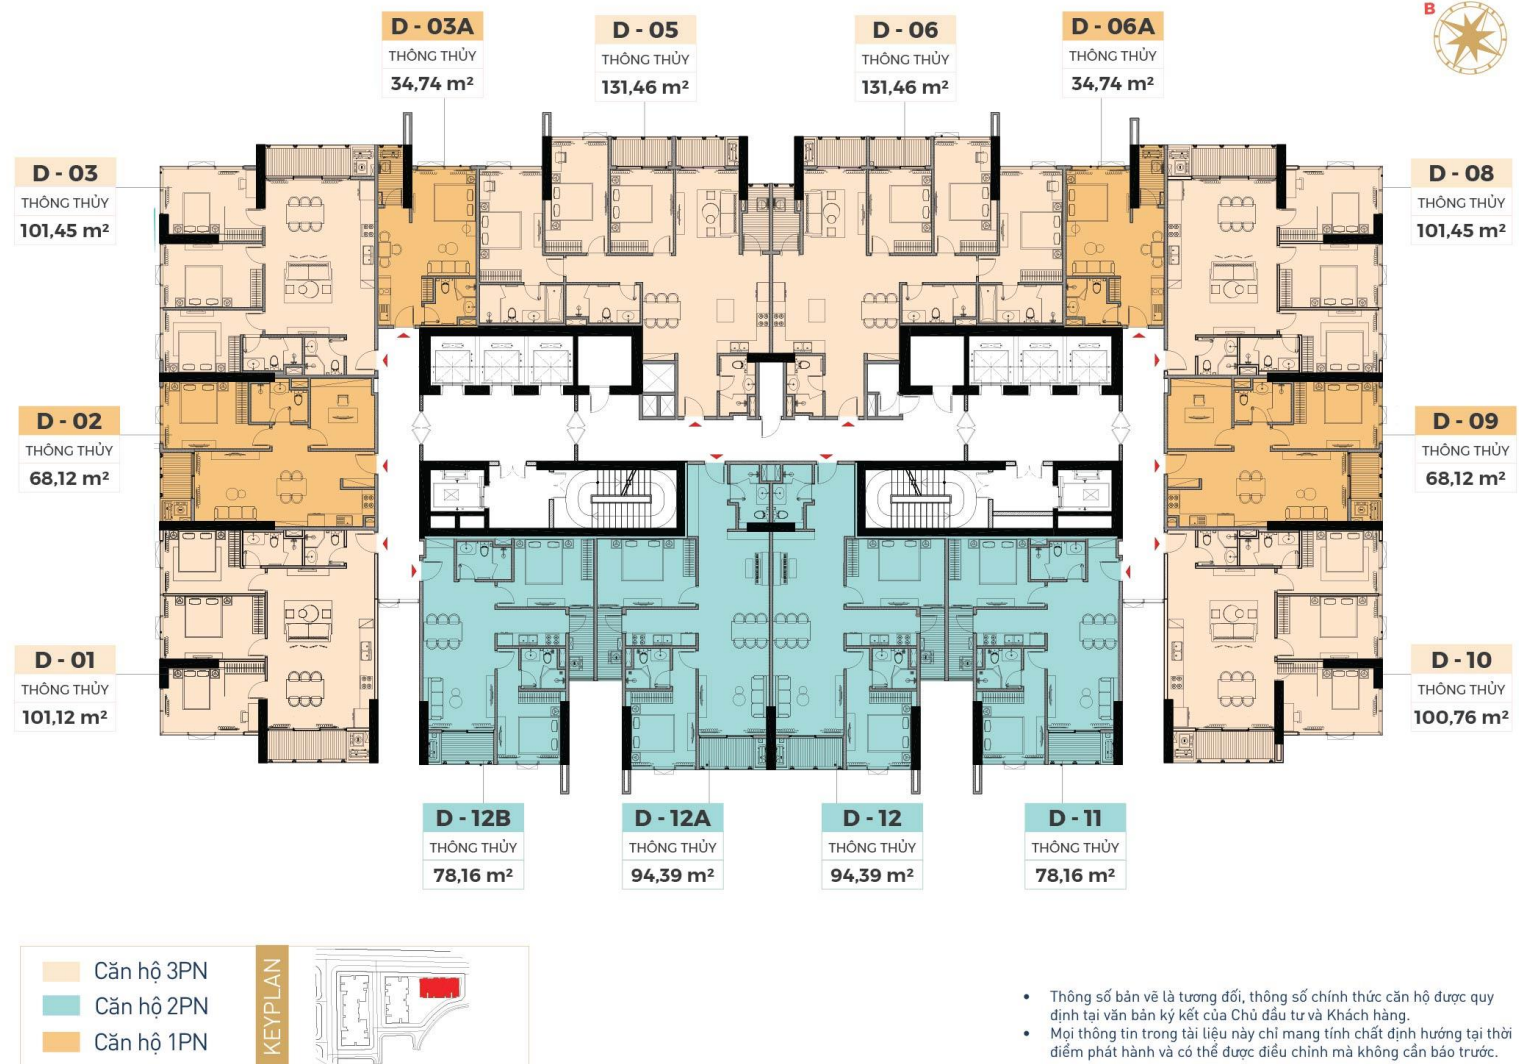 B
D - 03A
THÔNG THỦY
34,74 m²
D - 05
THÔNG THỦY
131,46 m²
D - 06
THÔNG THỦY
131,46 m²
D - 06A
THÔNG THỦY
34,74 m²
D - 03
THÔNG THỦY
101,45 m²
D - 08
THÔNG THỦY
101,45 m²
D - 02
THÔNG THỦY
68,12 m²
D - 09
THÔNG THỦY
68,12 m²
D - 01
THÔNG THỦY
101,12 m²
D - 10
THÔNG THỦY
100,76 m²
D - 12B
THÔNG THỦY
78,16 m²
D - 12A
THÔNG THỦY
94,39 m²
D - 12
THÔNG THỦY
94,39 m²
D - 11
THÔNG THỦY
78,16 m²
Căn hộ 3PN
Căn hộ 2PN
Căn hộ 1PN
KEYPLAN
• Thông số bản vẽ là tương đối, thông số chính thức căn hộ được quy
định tại văn bản ký kết của Chủ đầu tư và Khách hàng.
• Mọi thông tin trong tài liệu này chỉ mang tính chất định hướng tại thời
điểm phát hành và có thể được điều chỉnh mà không cần báo trước.